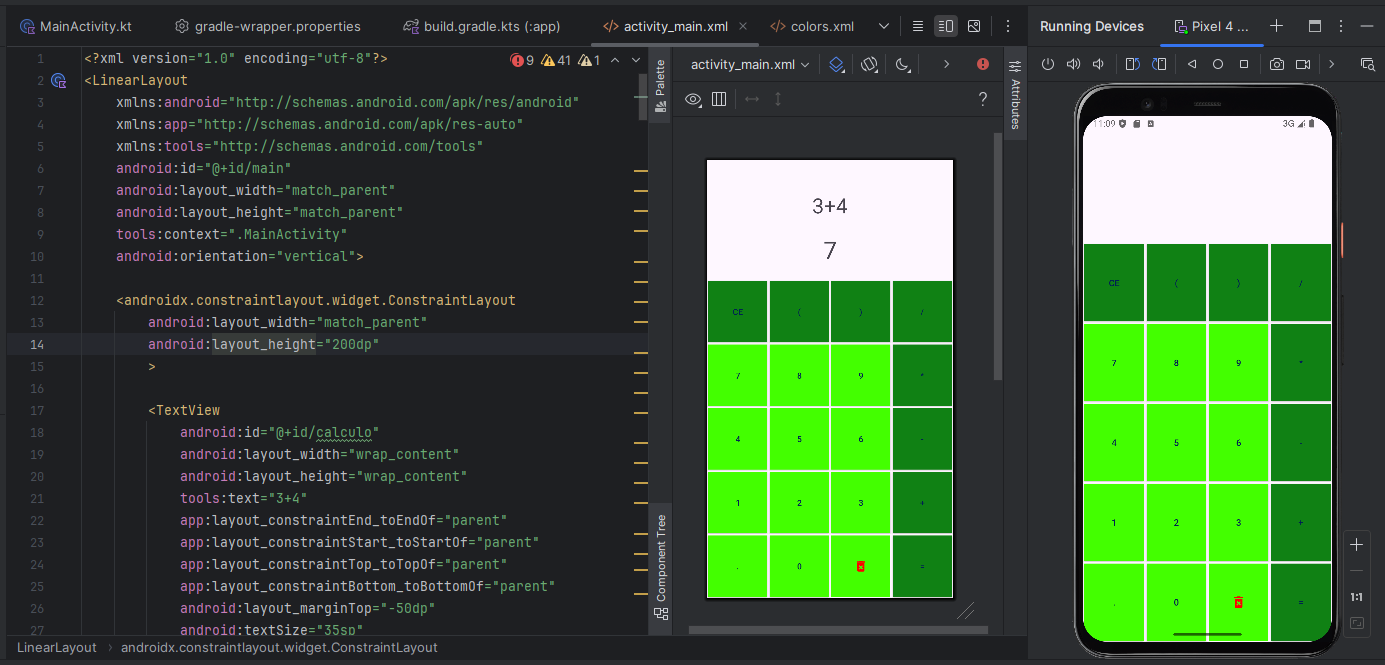 MainActivity.kt
gradle-wrapper.properties
build.gradle.kts (:app)
activity_main.xml
colors.xml
Running Devices
Pixel 4 ...
1 <?xml version="1.0" encoding="utf-8"?>
9 41 1
2 <LinearLayout
3 xmlns:android="http://schemas.android.com/apk/res/android"
4 xmlns:app="http://schemas.android.com/apk/res-auto"
5 xmlns:tools="http://schemas.android.com/tools"
6 android:id="@+id/main"
7 android:layout_width="match_parent"
8 android:layout_height="match_parent"
9 tools:context=".MainActivity"
10 android:orientation="vertical">
11
12 <androidx.constraintlayout.widget.ConstraintLayout
13 android:layout_width="match_parent"
14 android:layout_height="200dp"
15 >
16
17 <TextView
18 android:id="@+id/calculo"
19 android:layout_width="wrap_content"
20 android:layout_height="wrap_content"
21 tools:text="3+4"
22 app:layout_constraintEnd_toEndOf="parent"
23 app:layout_constraintStart_toStartOf="parent"
24 app:layout_constraintTop_toTopOf="parent"
25 app:layout_constraintBottom_toBottomOf="parent"
26 android:layout_marginTop="-50dp"
27 android:textSize="35sp"
LinearLayout › androidx.constraintlayout.widget.ConstraintLayout
Palette
Component Tree
activity_main.xml
?
Attributes
3+4
7
CE ( ) /
7 8 9 *
4 5 6 -
1 2 3 +
. 0 =
11:09
3G
CE ( ) /
7 8 9 *
4 5 6 -
1 2 3 +
. 0 =
1:1